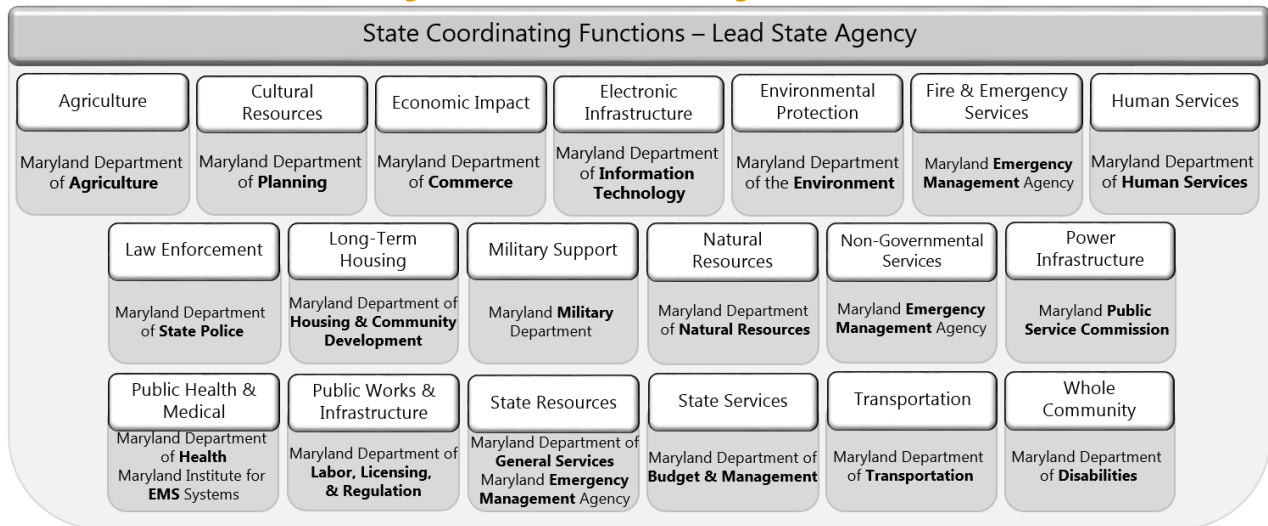 State Coordinating Functions – Lead State Agency
Agriculture
Maryland Department
of Agriculture
Cultural
Resources
Maryland Department
of Planning
Economic Impact
Maryland Department
of Commerce
Electronic
Infrastructure
Maryland Department
of Information
Technology
Environmental
Protection
Maryland Department
of the Environment
Fire & Emergency
Services
Maryland Emergency
Management Agency
Human Services
Maryland Department
of Human Services
Law Enforcement
Maryland Department
of State Police
Long-Term
Housing
Maryland Department of
Housing & Community
Development
Military Support
Maryland Military
Department
Natural
Resources
Maryland Department
of Natural Resources
Non-Governmental
Services
Maryland Emergency
Management Agency
Power
Infrastructure
Maryland Public
Service Commission
Public Health &
Medical
Maryland Department
of Health
Maryland Institute for
EMS Systems
Public Works &
Infrastructure
Maryland Department of
Labor, Licensing,
& Regulation
State Resources
Maryland Department of
General Services
Maryland Emergency
Management Agency
State Services
Maryland Department of
Budget & Management
Transportation
Maryland Department
of Transportation
Whole
Community
Maryland Department
of Disabilities